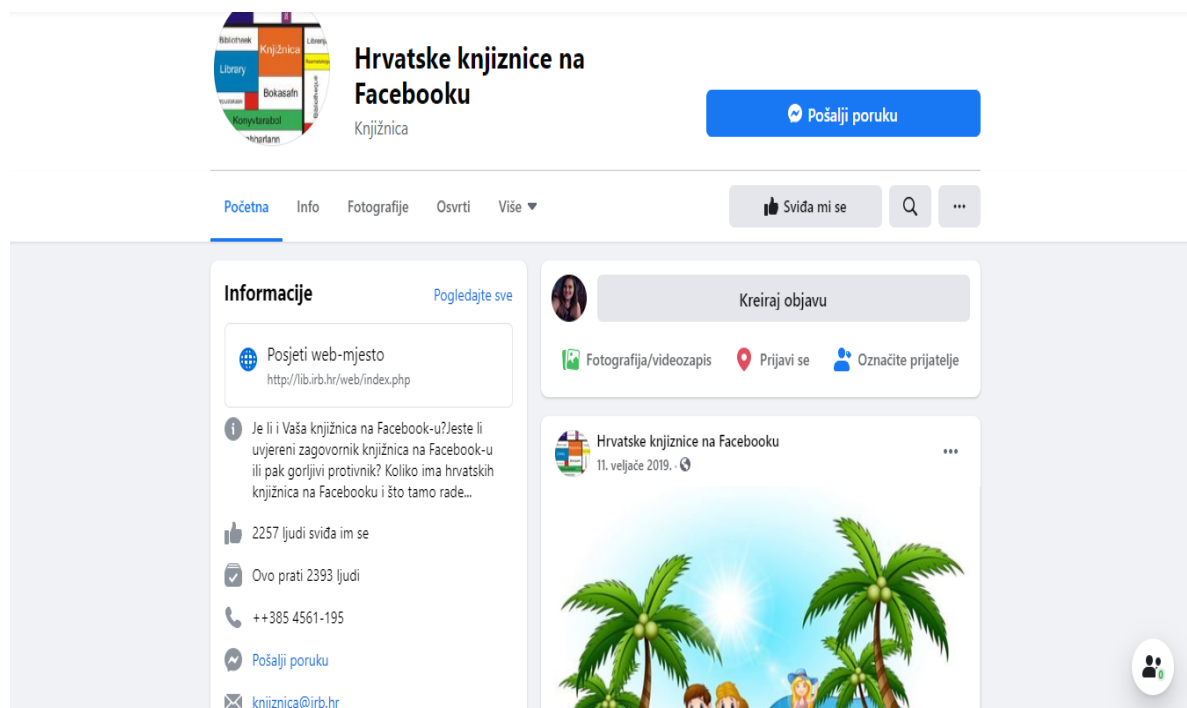 Bibliotheek
Knjižnica
Library
Bokasafn
Konyvtarabol
Hrvatske knjiznice na
Facebooku
Knjižnica
Pošalji poruku
Početna Info Fotografije Osvrti Više
Sviđa mi se
Informacije
Pogledajte sve
Posjeti web-mjesto
http://lib.irb.hr/web/index.php
Je li i Vaša knjižnica na Facebook-u?Jeste li
uvjereni zagovornik knjižnica na Facebook-u
ili pak gorljivi protivnik? Koliko ima hrvatskih
knjižnica na Facebooku i što tamo rade...
2257 ljudi sviđa im se
Ovo prati 2393 ljudi
++385 4561-195
Pošalji poruku
knjiznica@irb.hr
Kreiraj objavu
Fotografija/videozapis Prijavi se Označite prijatelje
Hrvatske knjiznice na Facebooku
11. veljače 2019. ·
0